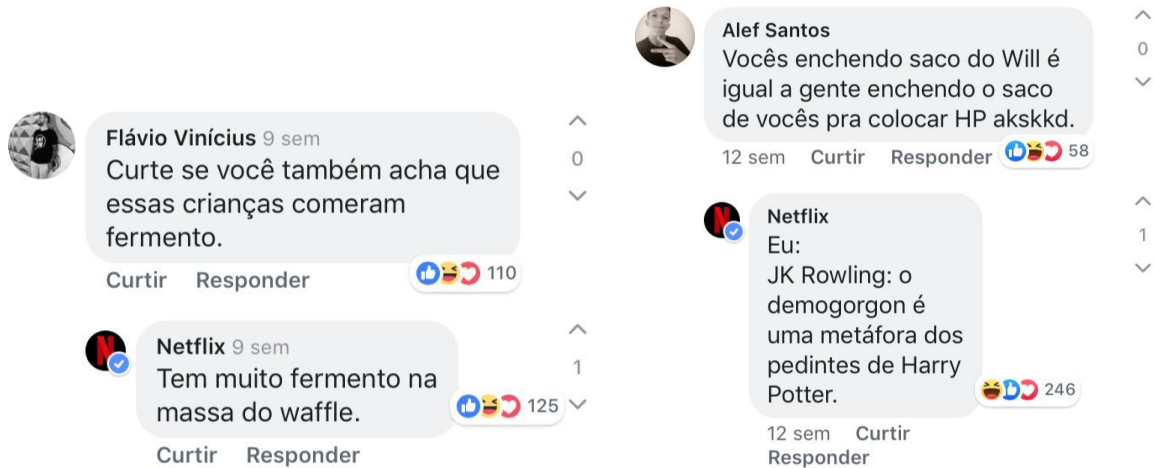 Flávio Vinícius 9 sem
Curte se você também acha que
essas crianças comeram
fermento.
Curtir Responder 110
0
Netflix 9 sem
Tem muito fermento na
massa do waffle.
125
Curtir Responder
1
Alef Santos
Vocês enchendo saco do Will é
igual a gente enchendo o saco
de vocês pra colocar HP akskkd.
12 sem Curtir Responder 58
0
Netflix
Eu:
JK Rowling: o
demogorgon é
uma metáfora dos
pedintes de Harry
Potter.
246
12 sem Curtir
Responder
1